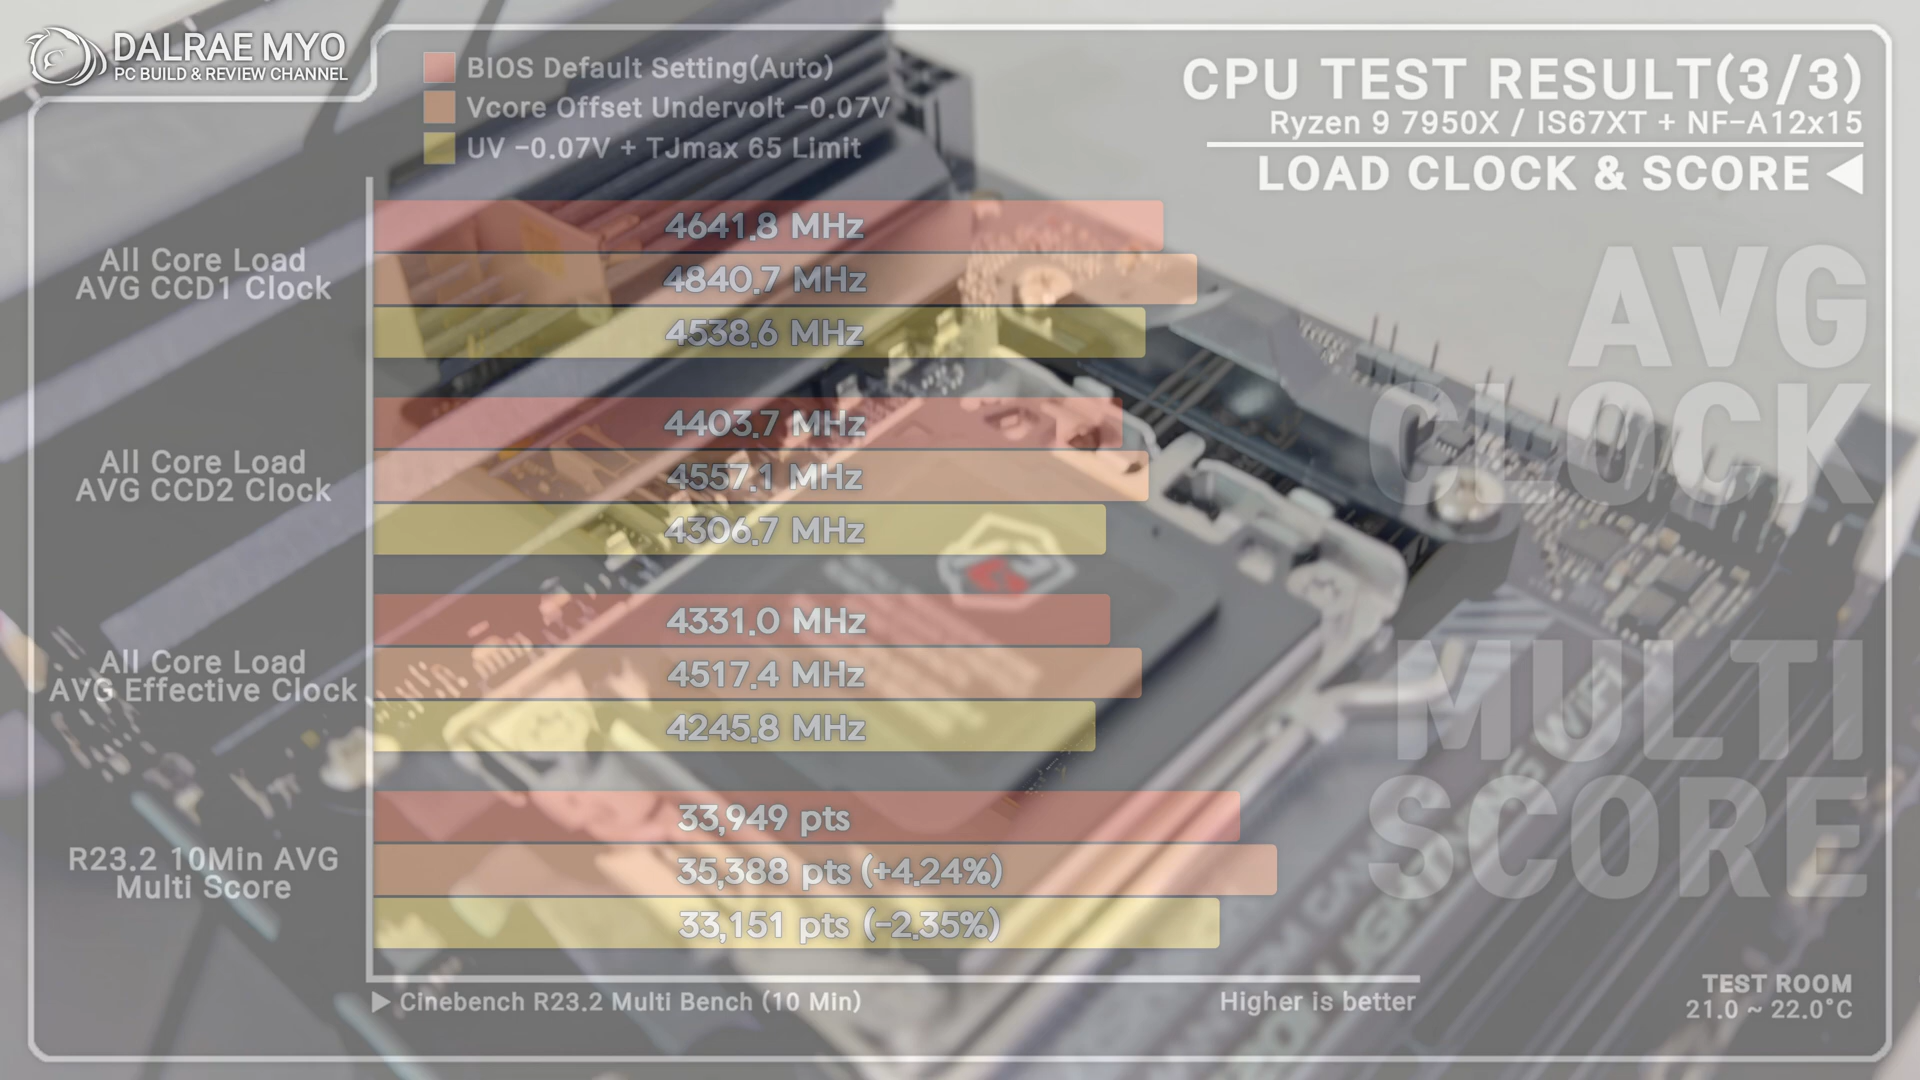 DALRAE MYO
PC BUILD & REVIEW CHANNEL
BIOS Default Setting(Auto)
Vcore Offset Undervolt -0.07V
UV -0.07V + TJmax 65 Limit
CPU TEST RESULT(3/3)
Ryzen 9 7950X / IS67XT + NF-A12x15
LOAD CLOCK & SCORE ◀
AVG
CLOCK
MULTI
SCORE
All Core Load
AVG CCD1 Clock
4641.8 MHz
4840.7 MHz
4538.6 MHz
All Core Load
AVG CCD2 Clock
4403.7 MHz
4557.1 MHz
4306.7 MHz
All Core Load
AVG Effective Clock
4331.0 MHz
4517.4 MHz
4245.8 MHz
R23.2 10Min AVG
Multi Score
33,949 pts
35,388 pts (+4.24%)
33,151 pts (-2.35%)
▶ Cinebench R23.2 Multi Bench (10 Min)
Higher is better
TEST ROOM
21.0 ~ 22.0°C